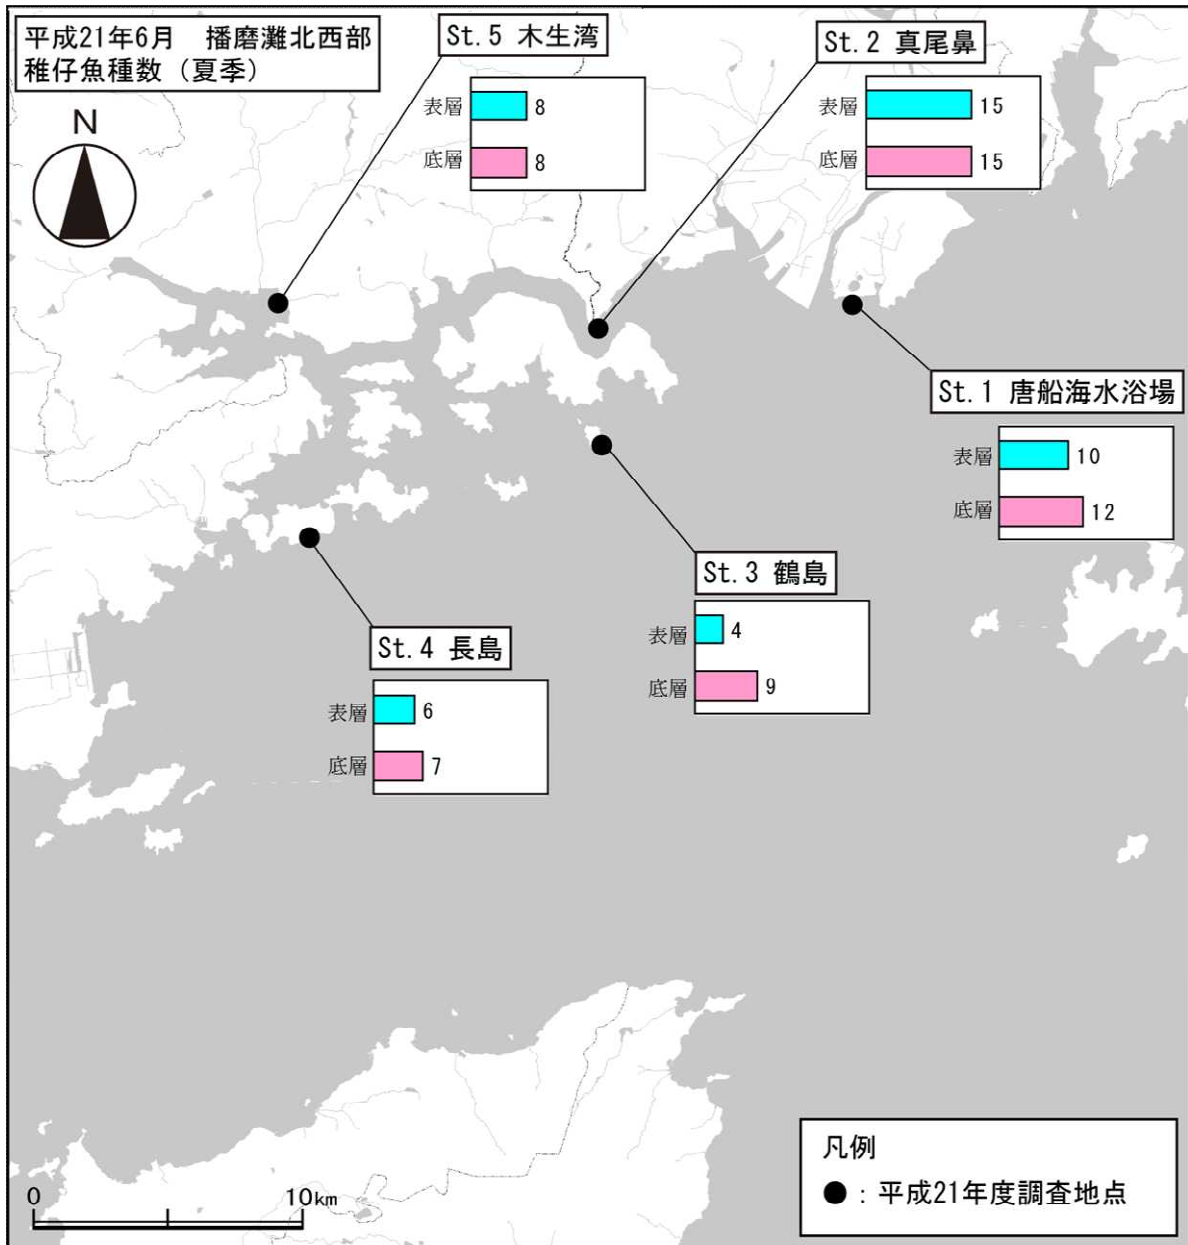 平成21年6月　播磨灘北西部
稚仔魚種数（夏季）
N
St.5 木生湾
表層 8
底層 8
St.2 真尾鼻
表層 15
底層 15
St.1 唐船海水浴場
表層 10
底層 12
St.3 鶴島
表層 4
底層 9
St.4 長島
表層 6
底層 7
0 10km
凡例
●：平成21年度調査地点